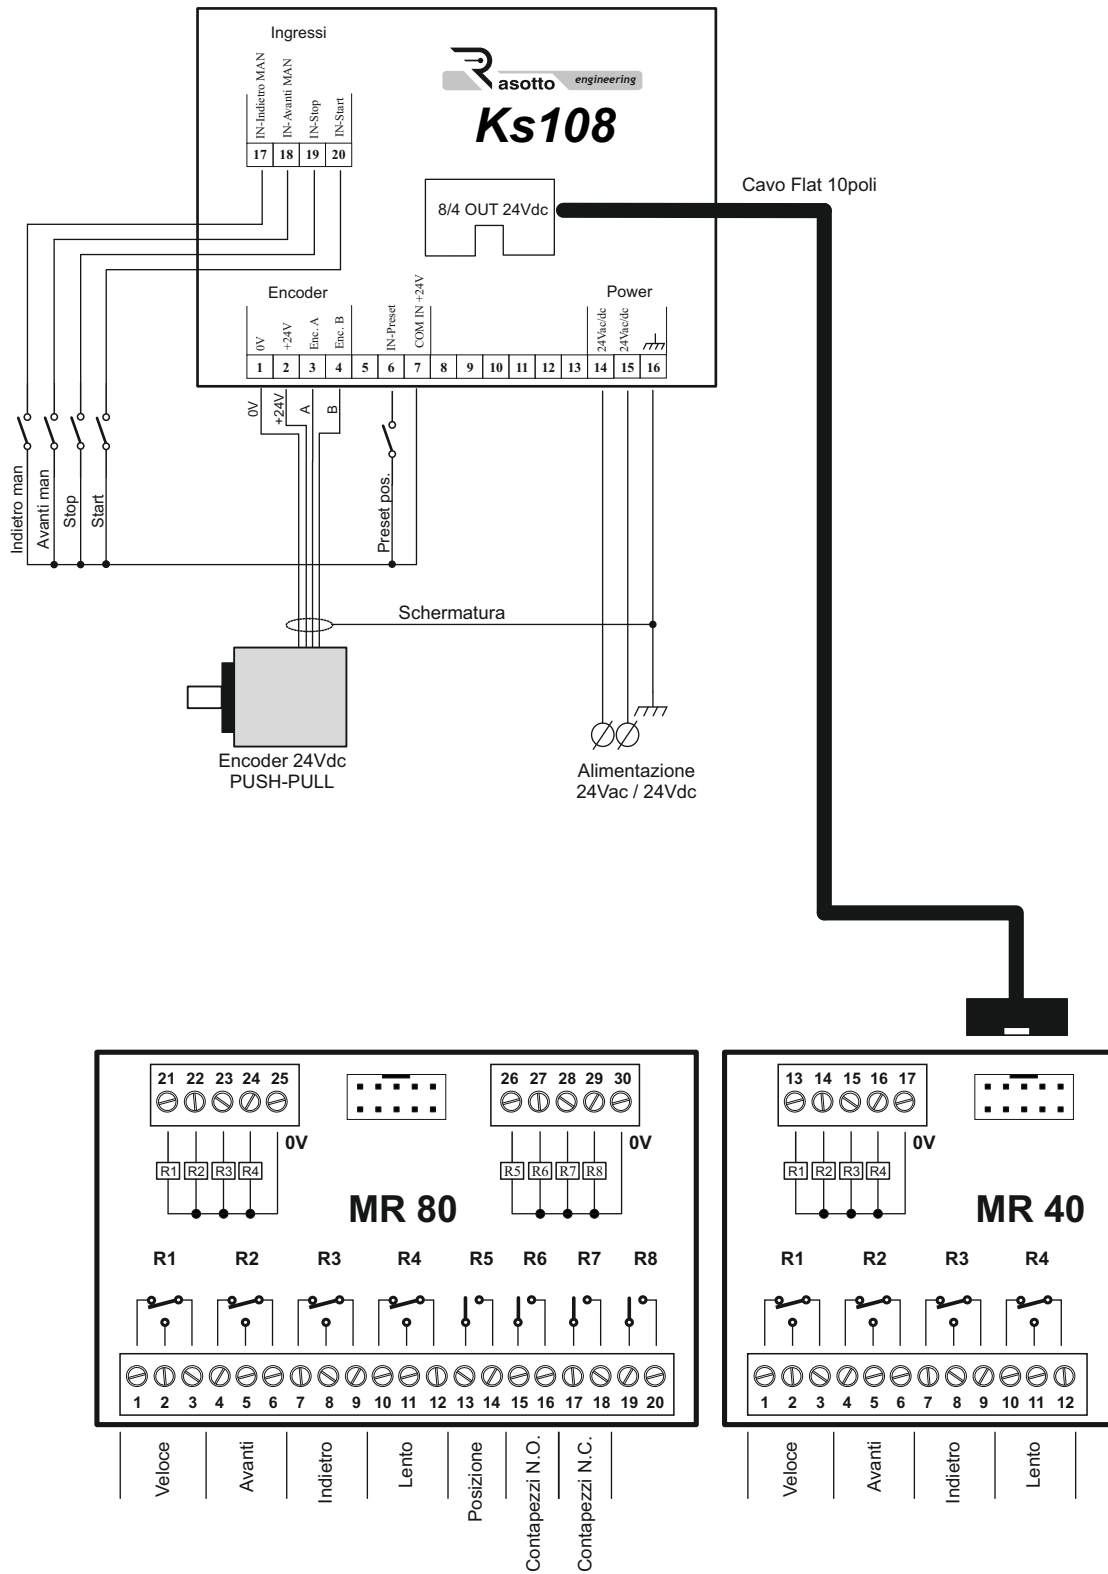 Ingressi
IN-Indietro MAN
IN-Avanti MAN
IN-Stop
IN-Start
17 18 19 20
Rasotto engineering
Ks108
8/4 OUT 24Vdc
Cavo Flat 10poli
Encoder
Power
0V
+24V
Enc. A
Enc. B
IN-Preset
COM IN +24V
24Vac/dc
24Vac/dc
1 2 3 4 5 6 7 8 9 10 11 12 13 14 15 16
0V
+24V
A
B
Indietro man
Avanti man
Stop
Start
Preset pos.
Schermatura
Encoder 24Vdc
PUSH-PULL
Alimentazione
24Vac / 24Vdc
21 22 23 24 25
0V
R1 R2 R3 R4
26 27 28 29 30
0V
R5 R6 R7 R8
MR 80
R1 R2 R3 R4 R5 R6 R7 R8
1 2 3 4 5 6 7 8 9 10 11 12 13 14 15 16 17 18 19 20
Veloce
Avanti
Indietro
Lento
Posizione
Contapezzi N.O.
Contapezzi N.C.
13 14 15 16 17
0V
R1 R2 R3 R4
MR 40
R1 R2 R3 R4
1 2 3 4 5 6 7 8 9 10 11 12
Veloce
Avanti
Indietro
Lento